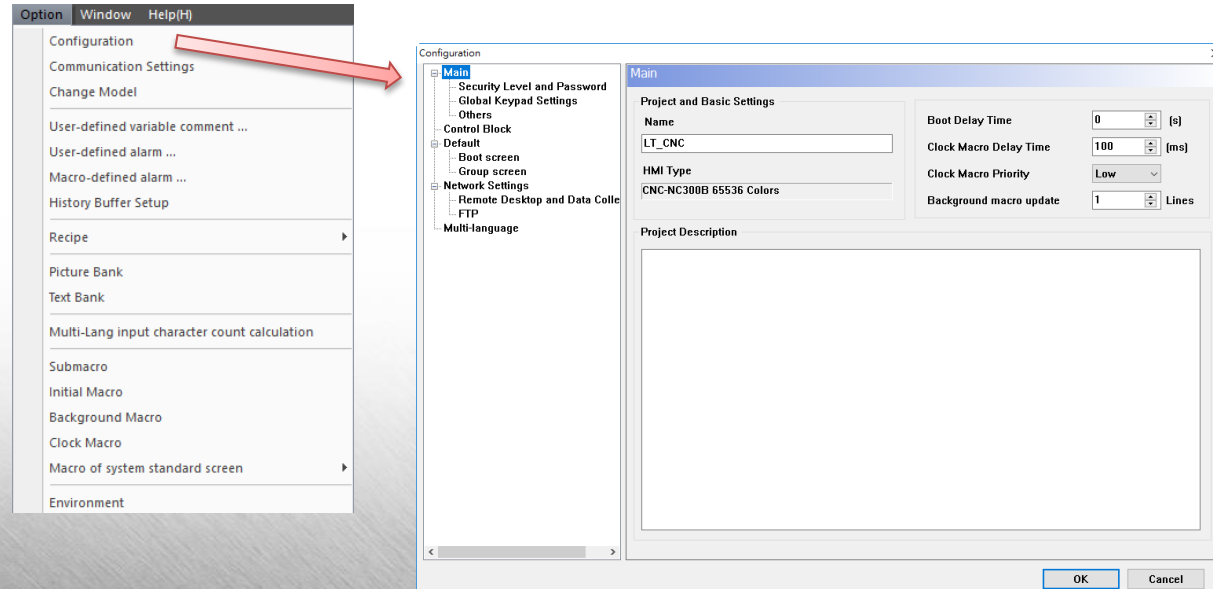 Option Window Help(H)
Configuration
Communication Settings
Change Model
User-defined variable comment ...
User-defined alarm ...
Macro-defined alarm ...
History Buffer Setup
Recipe
Picture Bank
Text Bank
Multi-Lang input character count calculation
Submacro
Initial Macro
Background Macro
Clock Macro
Macro of system standard screen
Environment
Configuration
Main
Security Level and Password
Global Keypad Settings
Others
Control Block
Default
Boot screen
Group screen
Network Settings
Remote Desktop and Data Colle
FTP
Multi-language
Main
Project and Basic Settings
Name
LT_CNC
HMI Type
CNC-NC300B 65536 Colors
Boot Delay Time 0 (s)
Clock Macro Delay Time 100 (ms)
Clock Macro Priority Low
Background macro update 1 Lines
Project Description
OK Cancel